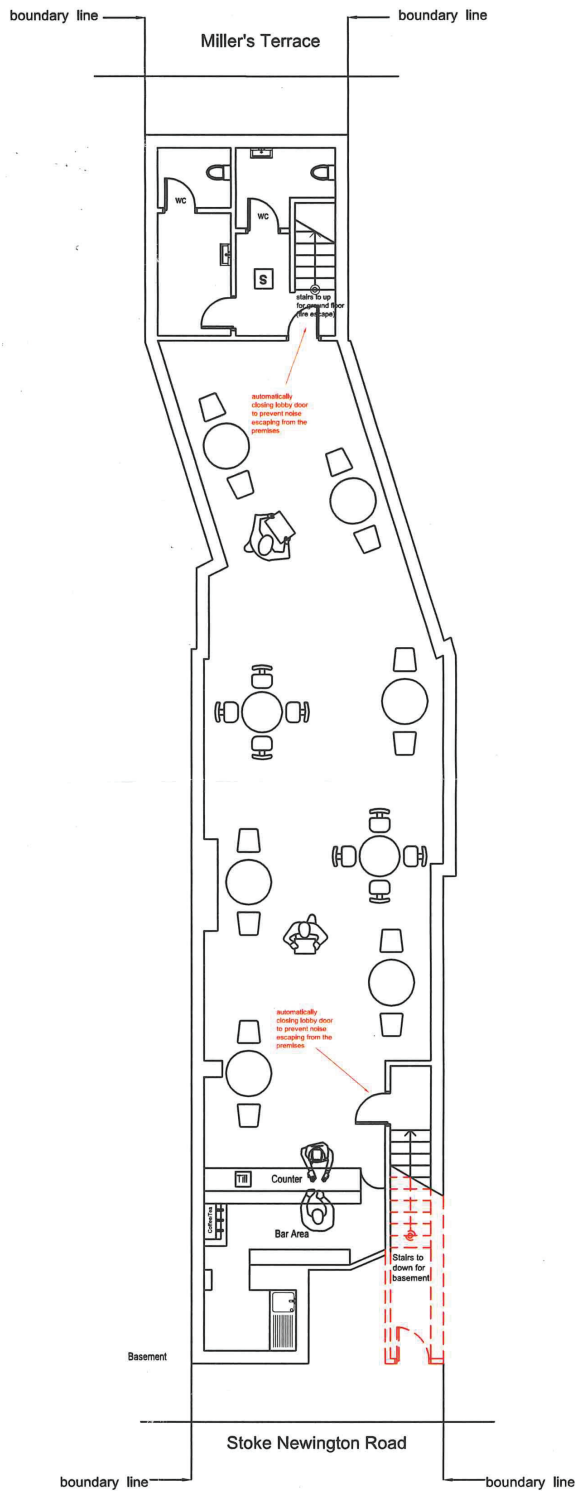 boundary line
boundary line
Miller's Terrace
WC
WC
S
stairs to up
for ground floor
(fire escape)
automatically
closing lobby door
to prevent noise
escaping from the
premises
automatically
closing lobby door
to prevent noise
escaping from the
premises
Till
Counter
Coffee/Tea
Bar Area
Stairs to
down for
basement
Basement
Stoke Newington Road
boundary line
boundary line